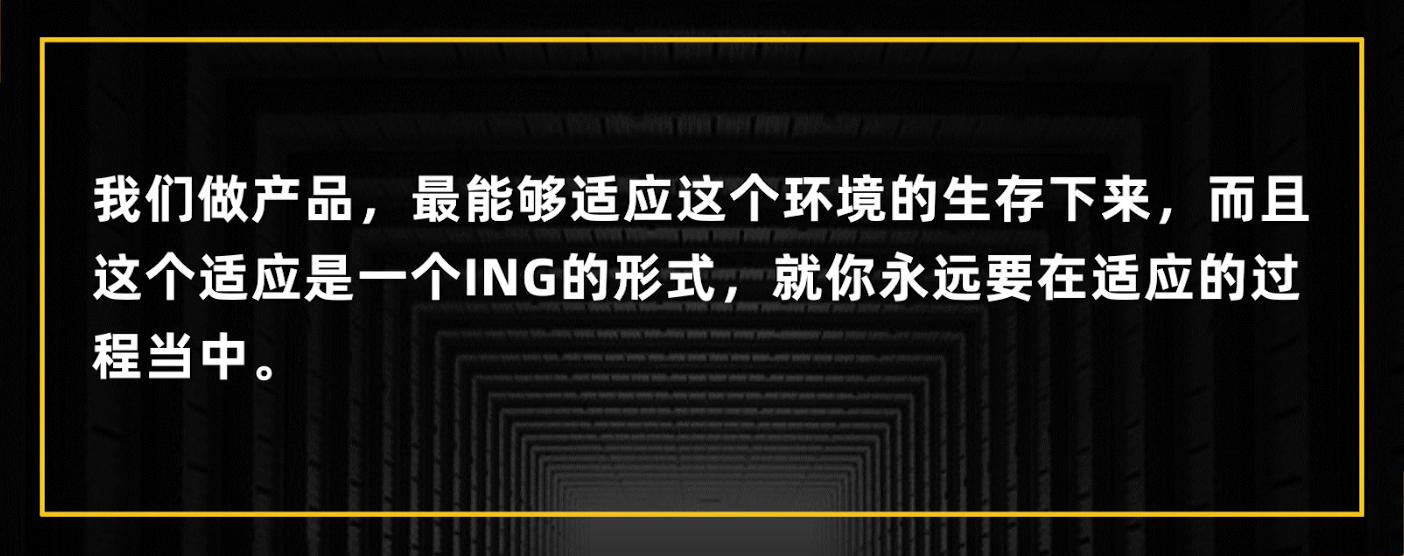 我们做产品，最能够适应这个环境的生存下来，而且
这个适应是一个ING的形式，就你永远要在适应的过
程当中。